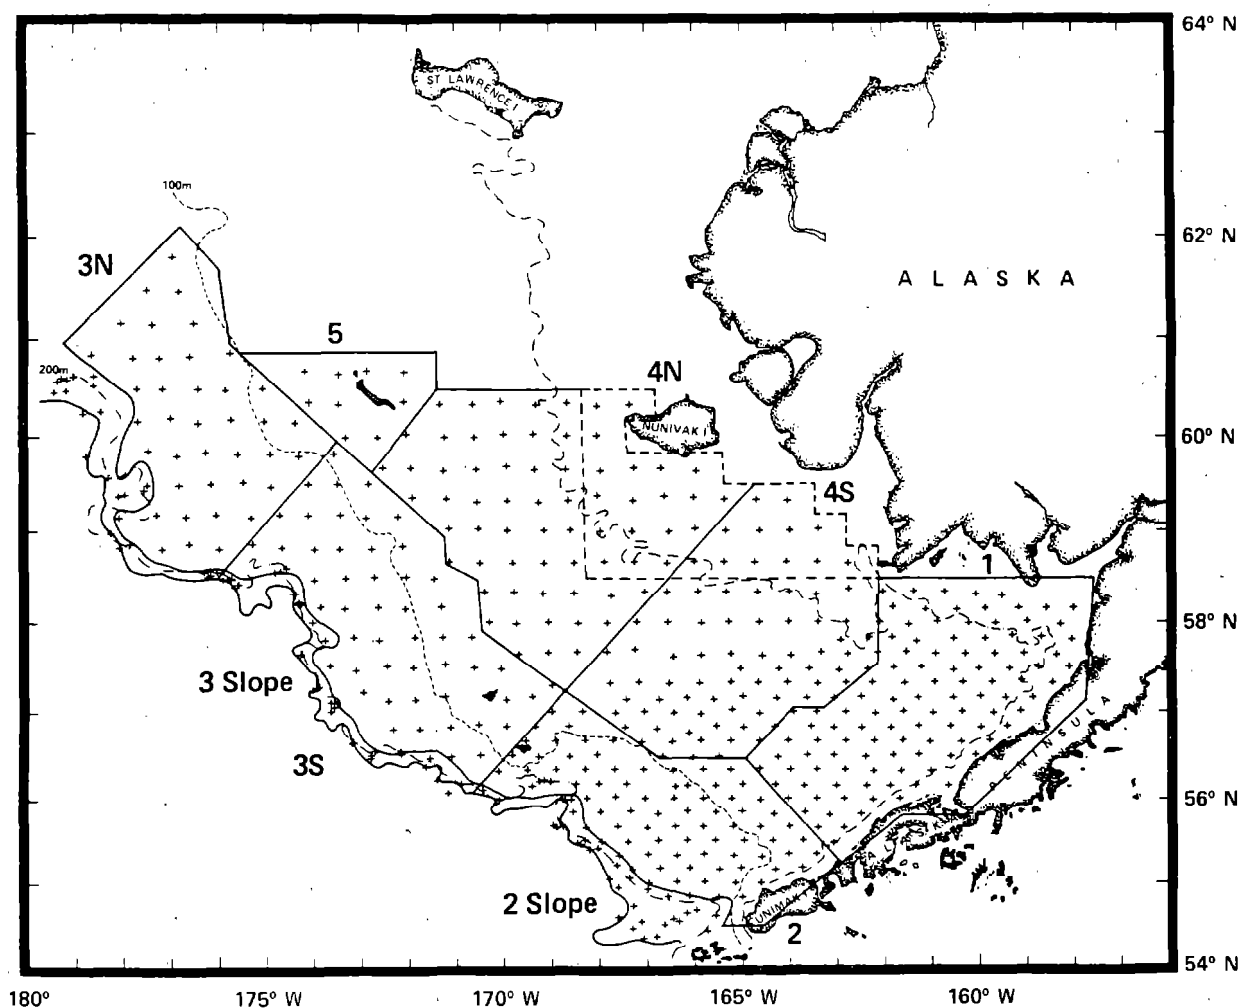 64° N
ST LAWRENCE I
100m
62° N
3N
A L A S K A
5
200m
4N
NUNIVAK I
60° N
4S
1
58° N
3 Slope
3S
PENINSULA
56° N
2 Slope
UNIMAK I
2
54° N
180°
175° W
170° W
165° W
160° W